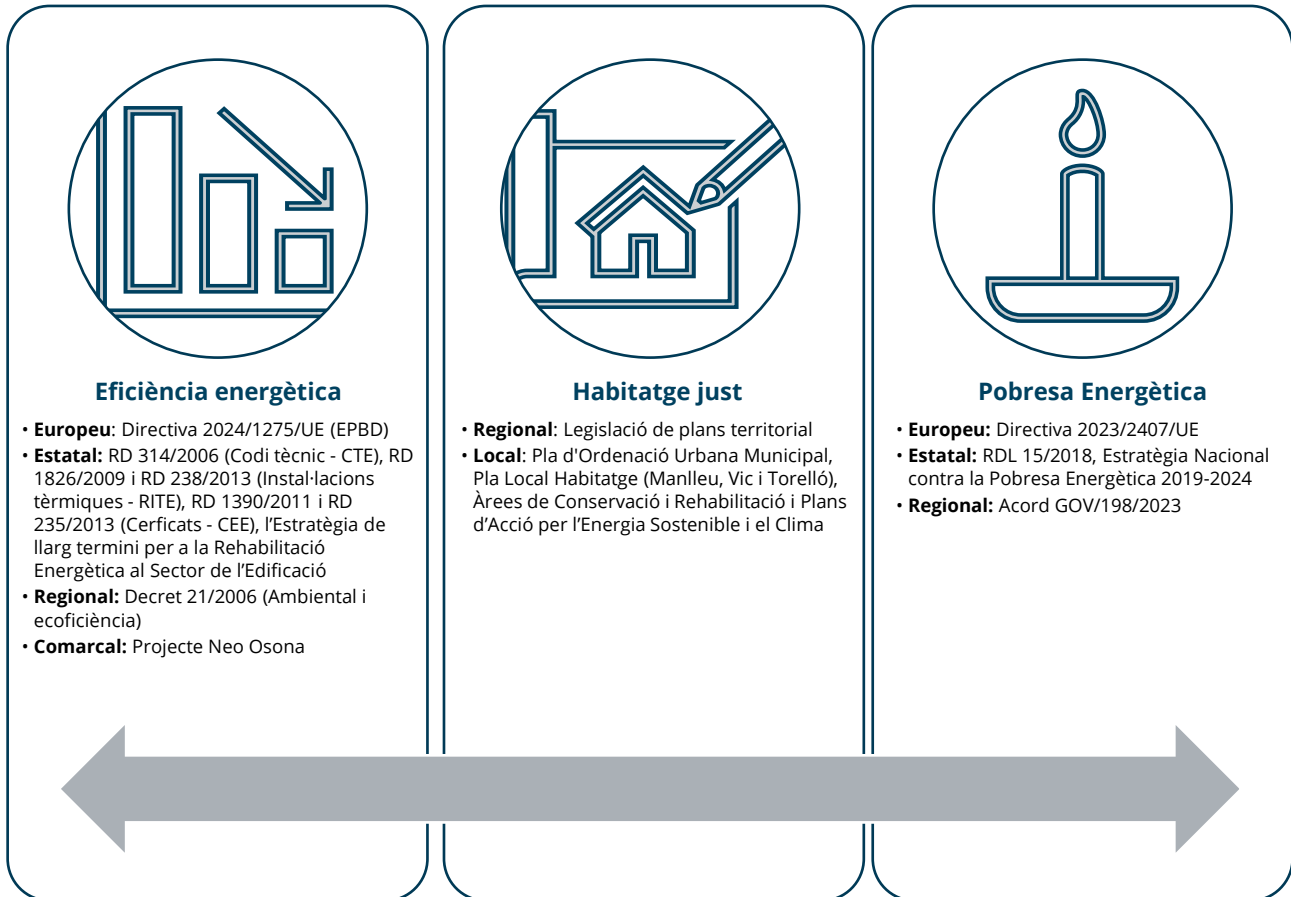 Eficiència energètica
• Europeu: Directiva 2024/1275/UE (EPBD)
• Estatal: RD 314/2006 (Codi tècnic - CTE), RD
1826/2009 i RD 238/2013 (Instal·lacions
tèrmiques - RITE), RD 1390/2011 i RD
235/2013 (Cerficats - CEE), l’Estratègia de
llarg termini per a la Rehabilitació
Energètica al Sector de l’Edificació
• Regional: Decret 21/2006 (Ambiental i
ecoficiència)
• Comarcal: Projecte Neo Osona
Habitatge just
• Regional: Legislació de plans territorial
• Local: Pla d'Ordenació Urbana Municipal,
Pla Local Habitatge (Manlleu, Vic i Torelló),
Àrees de Conservació i Rehabilitació i Plans
d’Acció per l’Energia Sostenible i el Clima
Pobresa Energètica
• Europeu: Directiva 2023/2407/UE
• Estatal: RDL 15/2018, Estratègia Nacional
contra la Pobresa Energètica 2019-2024
• Regional: Acord GOV/198/2023